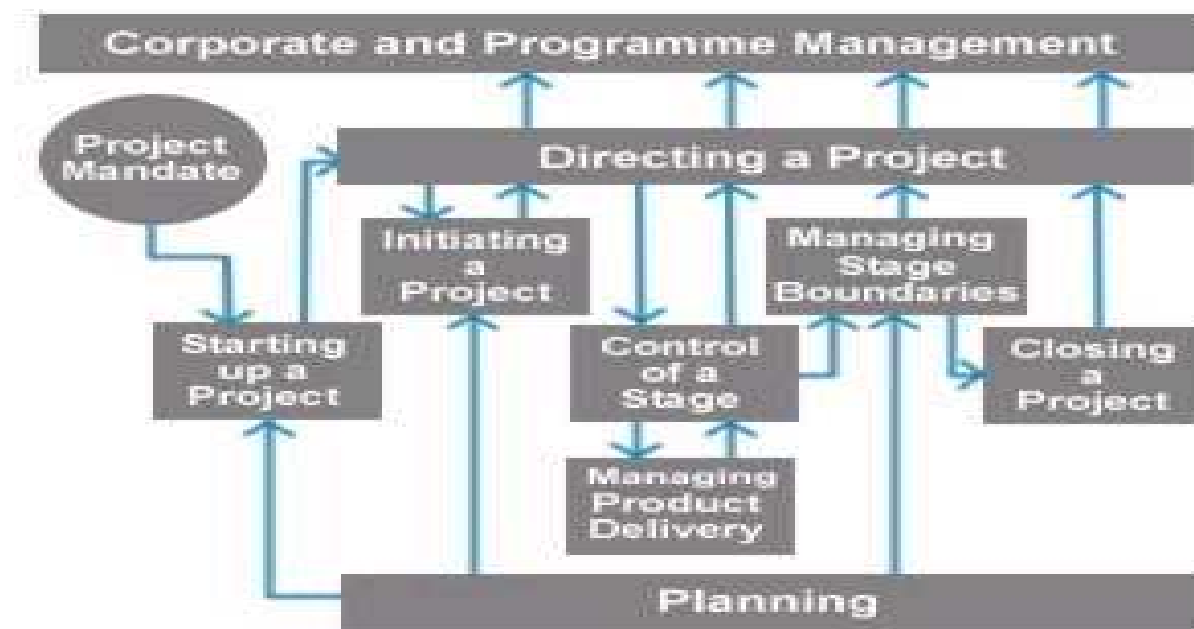 Corporate and Programme Management
Project
Mandate
Directing a Project
Initiating
a
Project
Managing
Stage
Boundaries
Starting
up a
Project
Control
of a
Stage
Closing
a
Project
Managing
Product
Delivery
Planning